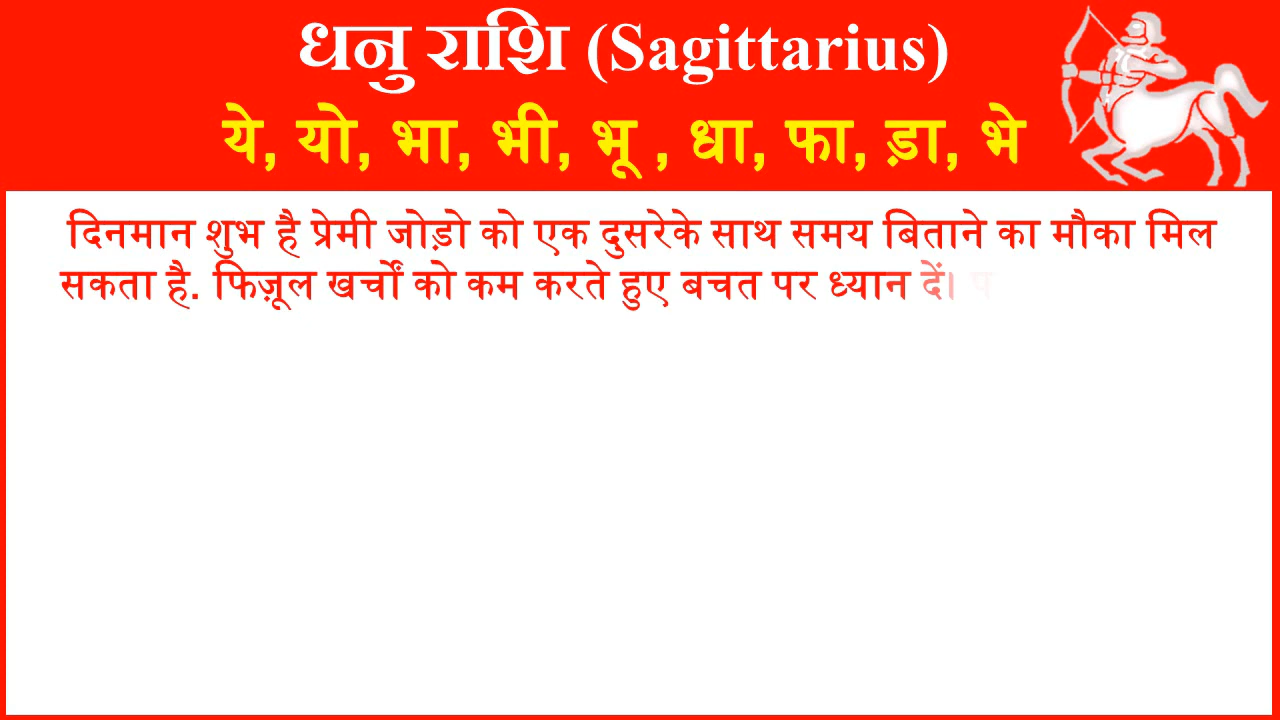 धनु राशि (Sagittarius)
ये, यो, भा, भी, भू , धा, फा, ड़ा, भे
दिनमान शुभ है प्रेमी जोड़ो को एक दुसरेके साथ समय बिताने का मौका मिल
सकता है. फिज़ूल खर्चों को कम करते हुए बचत पर ध्यान दें।